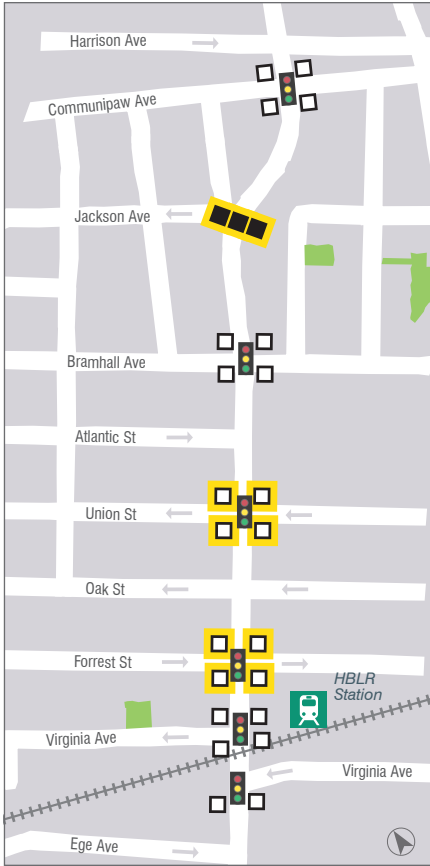 Harrison Ave
Communipaw Ave
Jackson Ave
Bramhall Ave
Atlantic St
Union St
Oak St
Forrest St
HBLR
Station
Virginia Ave
Virginia Ave
Ege Ave